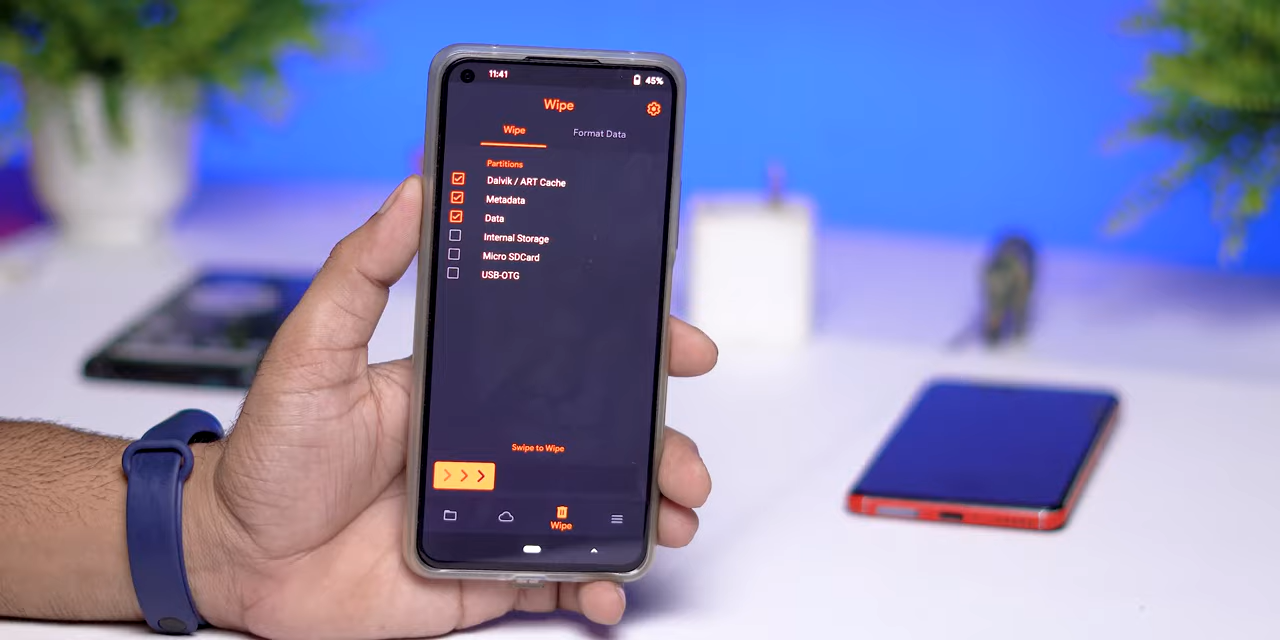 11:41
45%
Wipe
Wipe
Format Data
Partitions
Dalvik / ART Cache
Metadata
Data
Internal Storage
Micro SDCard
USB-OTG
Swipe to Wipe
Wipe